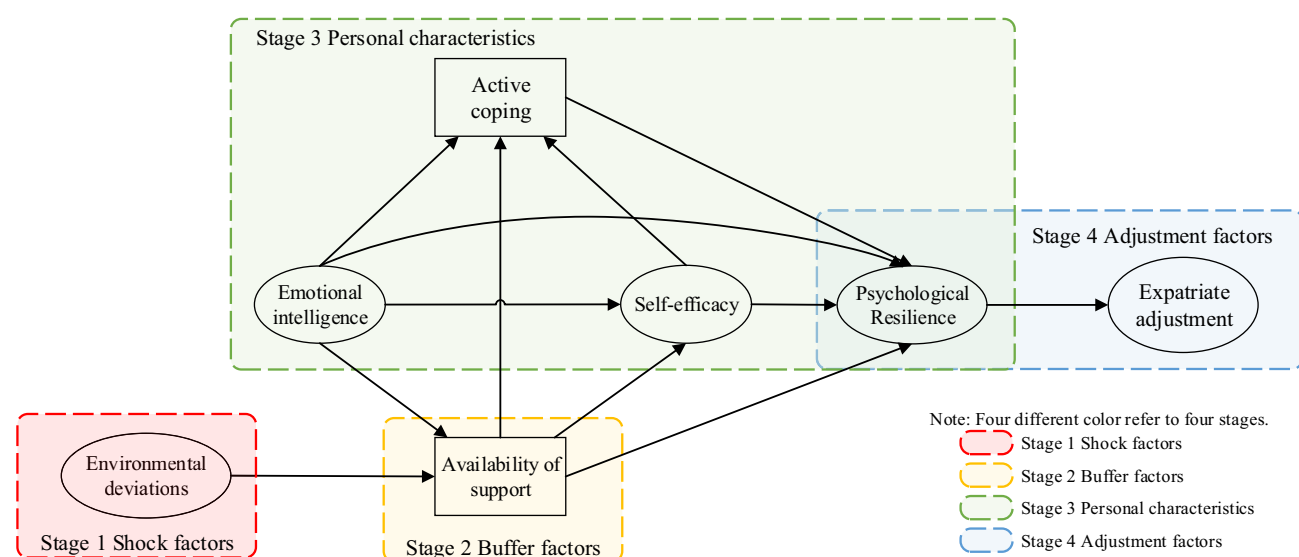 Stage 3 Personal characteristics
Active
coping
Stage 4 Adjustment factors
Emotional
intelligence
Self-efficacy
Psychological
Resilience
Expatriate
adjustment
Environmental
deviations
Availability of
support
Stage 1 Shock factors
Stage 2 Buffer factors
Note: Four different color refer to four stages.
Stage 1 Shock factors
Stage 2 Buffer factors
Stage 3 Personal characteristics
Stage 4 Adjustment factors